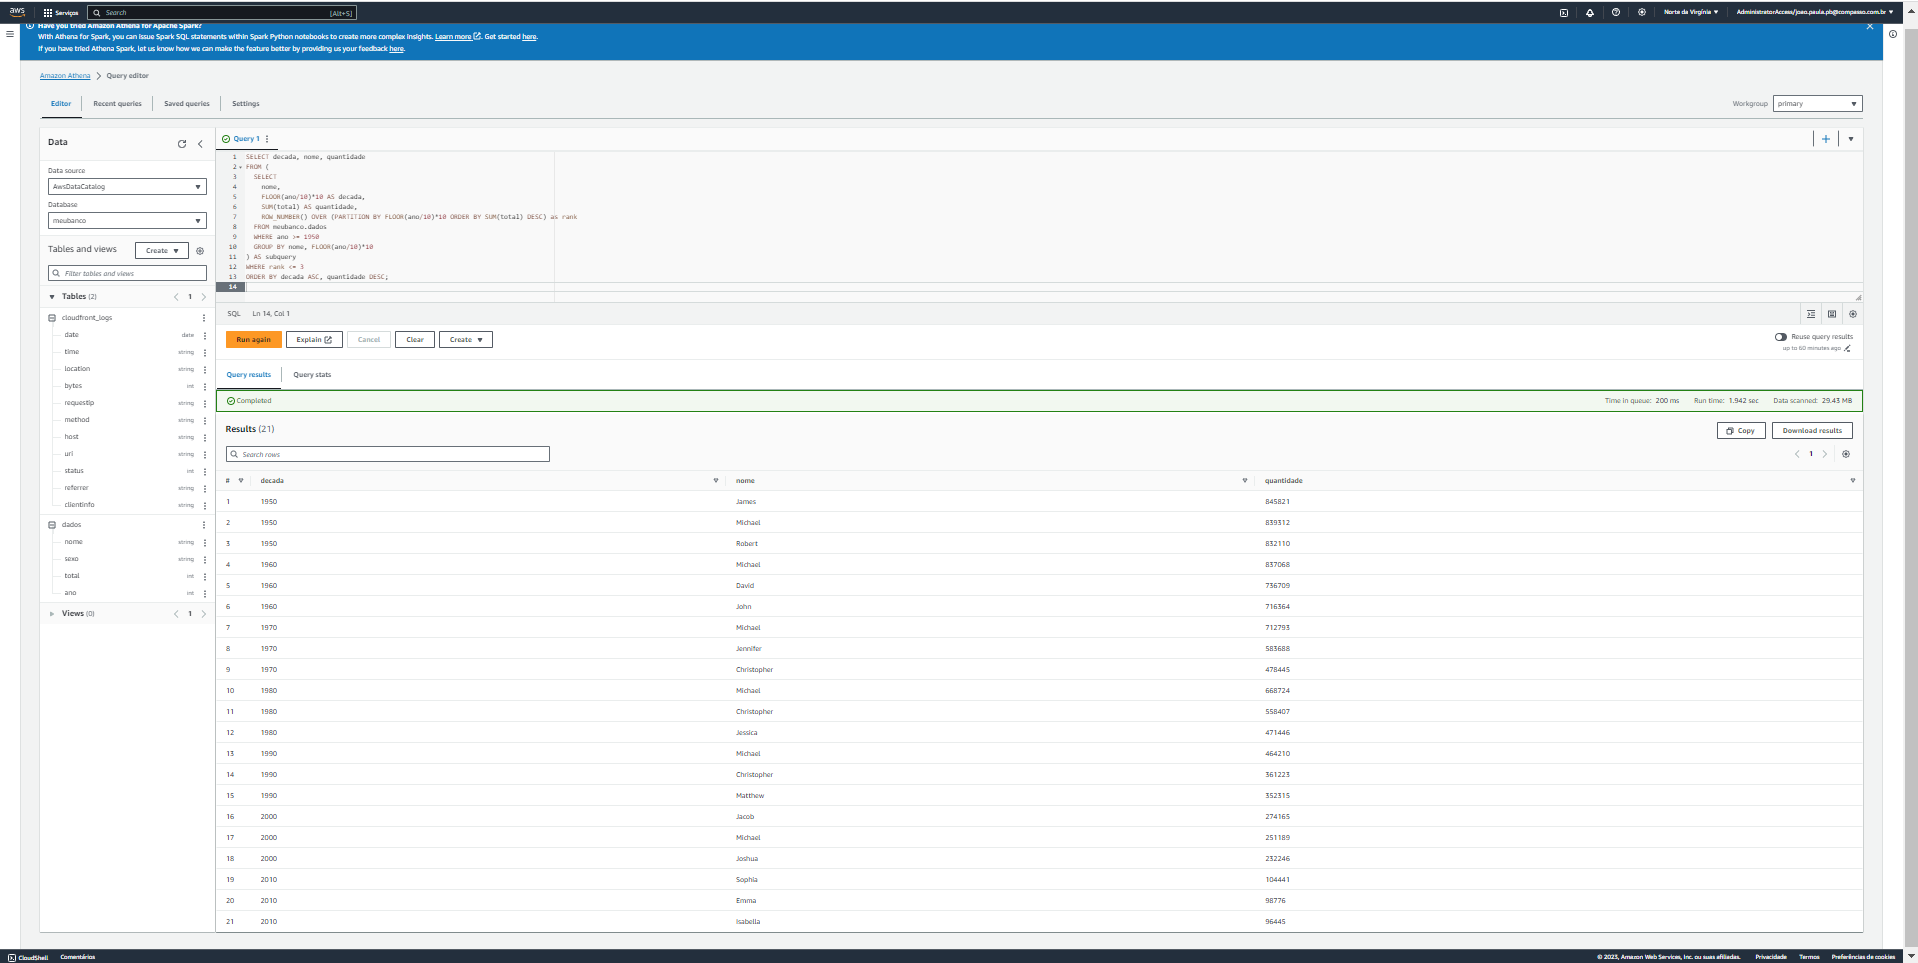 aws Serviços Search [Alt+S] Norte da Virgínia AdministratorAccess/joao.paula.pb@compasso.com.br
Have you tried Amazon Athena for Apache Spark?
With Athena for Spark, you can issue Spark SQL statements within Spark Python notebooks to create more complex insights. Learn more. Get started here.
If you have tried Athena Spark, let us know how we can make the feature better by providing us your feedback here.
Amazon Athena > Query editor
Editor Recent queries Saved queries Settings Workgroup primary
Data
Data source
AwsDataCatalog
Database
meubanco
Tables and views Create
Filter tables and views
Tables (2) < 1 >
cloudfront_logs
date date
time string
location string
bytes int
requestip string
method string
host string
uri string
status int
referrer string
clientinfo string
dados
nome string
sexo string
total int
ano int
Views (0) < 1 >
Query 1
1 SELECT decada, nome, quantidade
2 FROM (
3 SELECT
4 nome,
5 FLOOR(ano/10)*10 AS decada,
6 SUM(total) AS quantidade,
7 ROW_NUMBER() OVER (PARTITION BY FLOOR(ano/10)*10 ORDER BY SUM(total) DESC) as rank
8 FROM meubanco.dados
9 WHERE ano >= 1950
10 GROUP BY nome, FLOOR(ano/10)*10
11 ) AS subquery
12 WHERE rank <= 3
13 ORDER BY decada ASC, quantidade DESC;
14
SQL Ln 14, Col 1
Run again Explain Cancel Clear Create
Reuse query results
up to 60 minutes ago
Query results Query stats
Completed Time in queue: 200 ms Run time: 1.942 sec Data scanned: 29.43 MB
Results (21) Copy Download results
Search rows < 1 >
# decada nome quantidade
1 1950 James 845821
2 1950 Michael 839312
3 1950 Robert 832110
4 1960 Michael 837068
5 1960 David 736709
6 1960 John 716364
7 1970 Michael 712793
8 1970 Jennifer 583688
9 1970 Christopher 478445
10 1980 Michael 668724
11 1980 Christopher 558407
12 1980 Jessica 471446
13 1990 Michael 464210
14 1990 Christopher 361223
15 1990 Matthew 352315
16 2000 Jacob 274165
17 2000 Michael 251189
18 2000 Joshua 232246
19 2010 Sophia 104441
20 2010 Emma 98776
21 2010 Isabella 96445
CloudShell Comentários © 2023, Amazon Web Services, Inc. ou suas afiliadas. Privacidade Termos Preferências de cookies